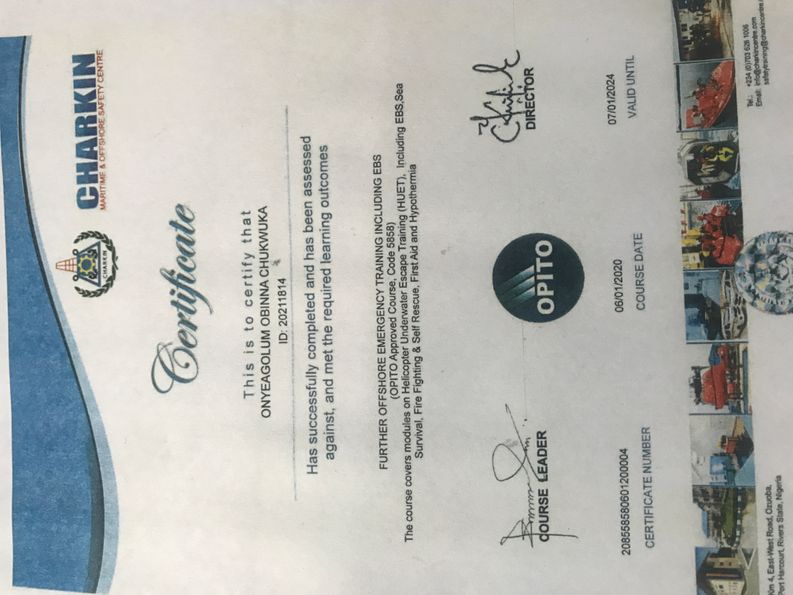 CHARKIN
CHARKIN
MARITIME & OFFSHORE SAFETY CENTRE
Certificate
This is to certify that
ONYEAGOLUM OBINNA CHUKWUKA
ID: 20211814
Has successfully completed and has been assessed
against, and met the required learning outcomes
FURTHER OFFSHORE EMERGENCY TRAINING INCLUDING EBS
(OPITO Approved Course, Code 5858)
The course covers modules on Helicopter Underwater Escape Training (HUET), Including EBS,Sea
Survival, Fire Fighting & Self Rescue, First Aid and Hypothermia
COURSE LEADER
OPITO
DIRECTOR
208558580601200004
CERTIFICATE NUMBER
06/01/2020
COURSE DATE
07/01/2024
VALID UNTIL
Km 4, East-West Road, Ozuoba,
Port Harcourt, Rivers State, Nigeria
Tel.: +234 (0)703 628 1006
Email: info@charkincentre.com
safetytraining@charkincentre.